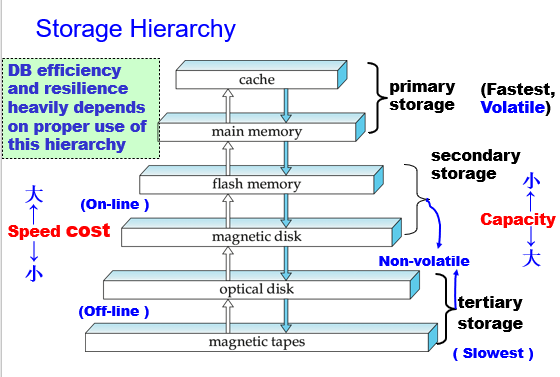 Storage Hierarchy
DB efficiency
and resilience
heavily depends
on proper use of
this hierarchy
cache
main memory
primary
storage
(Fastest,
Volatile)
flash memory
magnetic disk
secondary
storage
(On-line )
大
Speed cost
小
小
Capacity
大
Non-volatile
optical disk
magnetic tapes
(Off-line )
tertiary
storage
( Slowest )